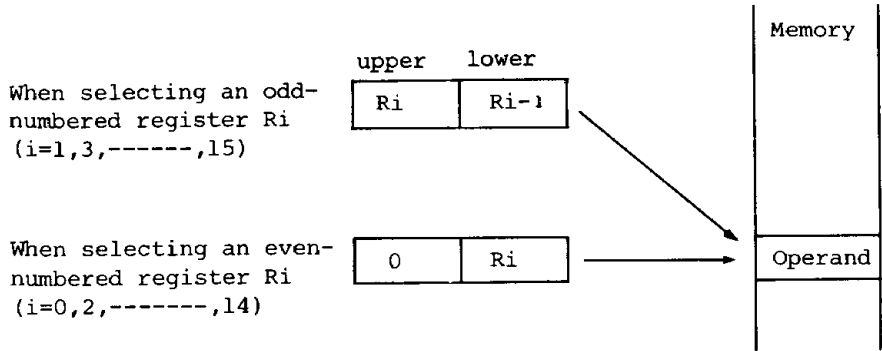 Memory
upper lower
When selecting an odd-
numbered register Ri
(i=1,3,------,15)
Ri Ri-1
When selecting an even-
numbered register Ri
(i=0,2,-------,14)
0 Ri
Operand